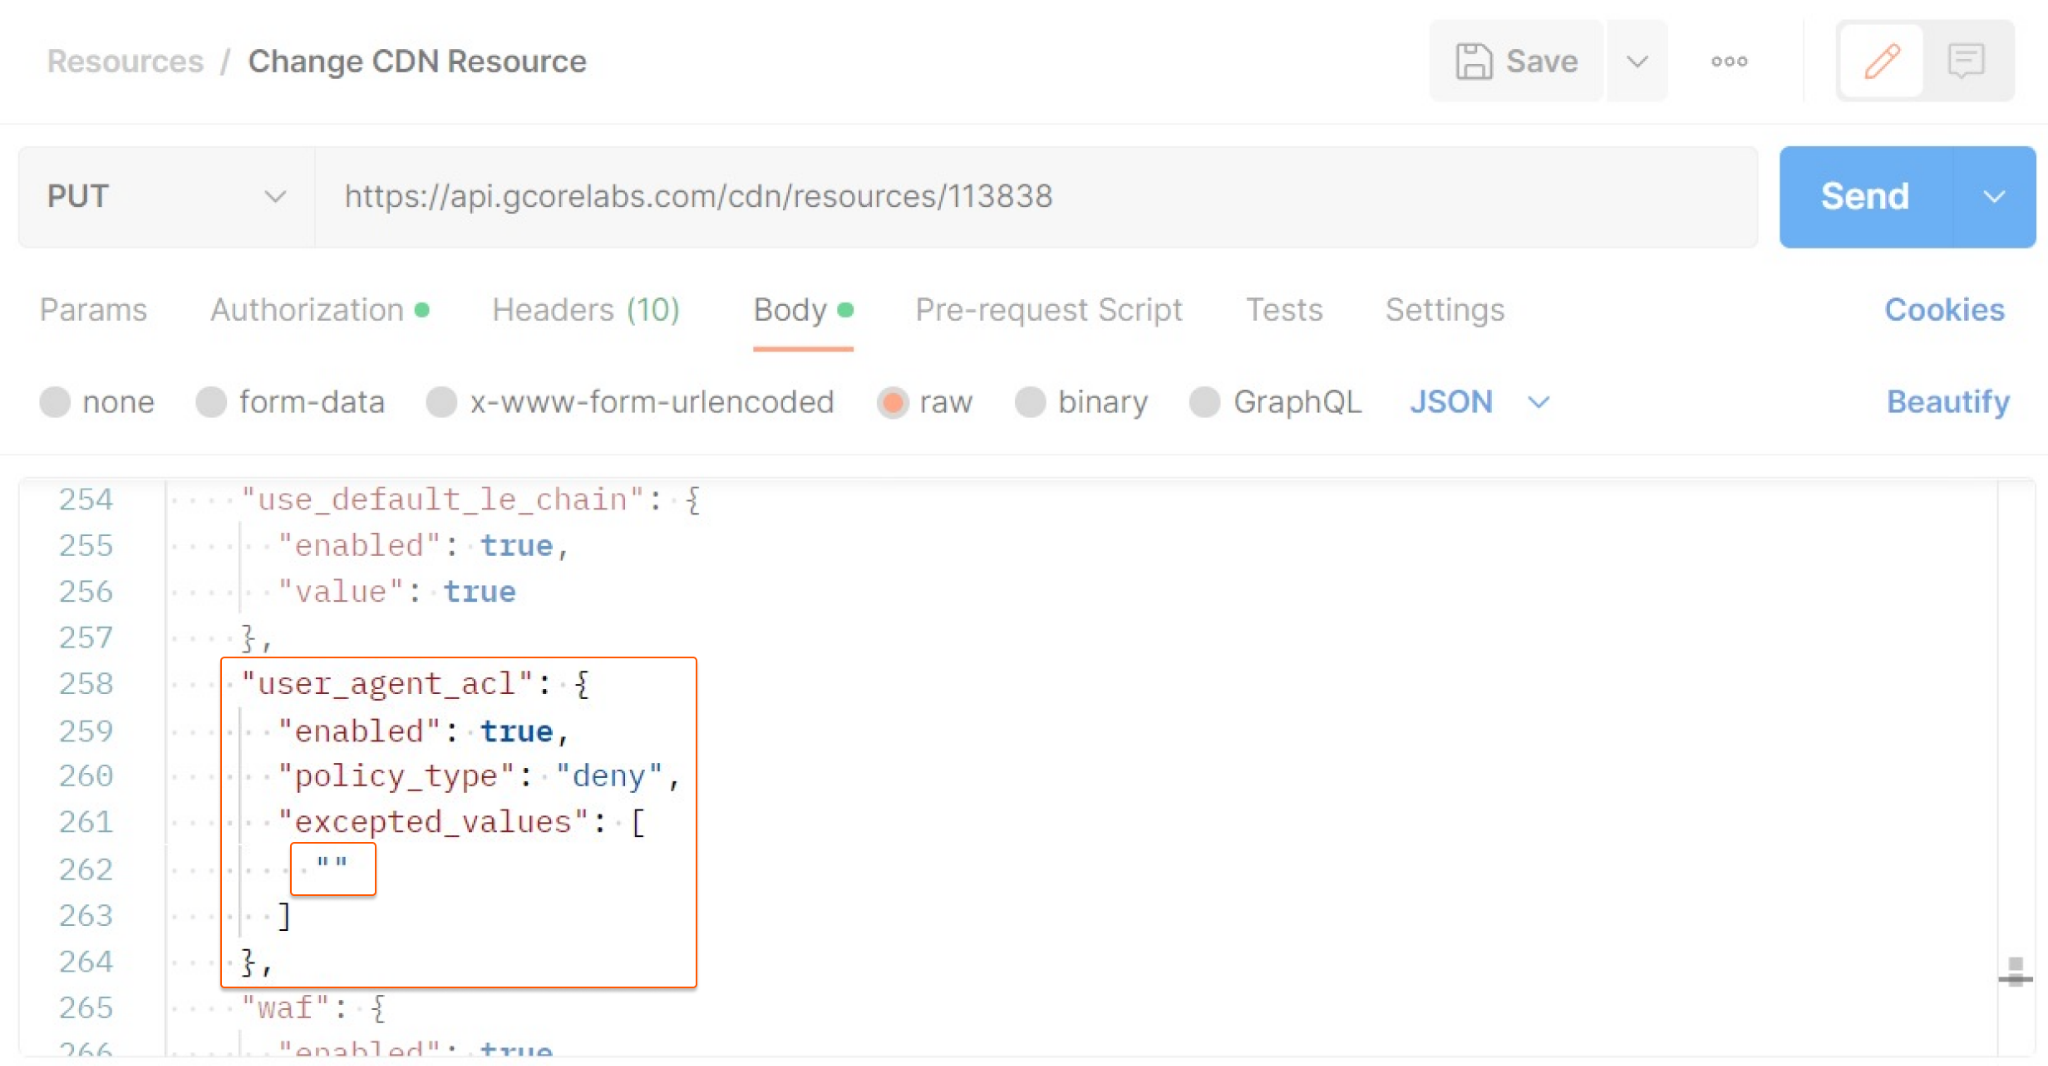 Resources / Change CDN Resource
Save
PUT
https://api.gcorelabs.com/cdn/resources/113838
Send
Params Authorization Headers (10) Body Pre-request Script Tests Settings Cookies
none form-data x-www-form-urlencoded raw binary GraphQL JSON Beautify
254 "use_default_le_chain": {
255 "enabled": true,
256 "value": true
257 },
258 "user_agent_acl": {
259 "enabled": true,
260 "policy_type": "deny",
261 "excepted_values": [
262 ""
263 ]
264 },
265 "waf": {
266 "enabled": true